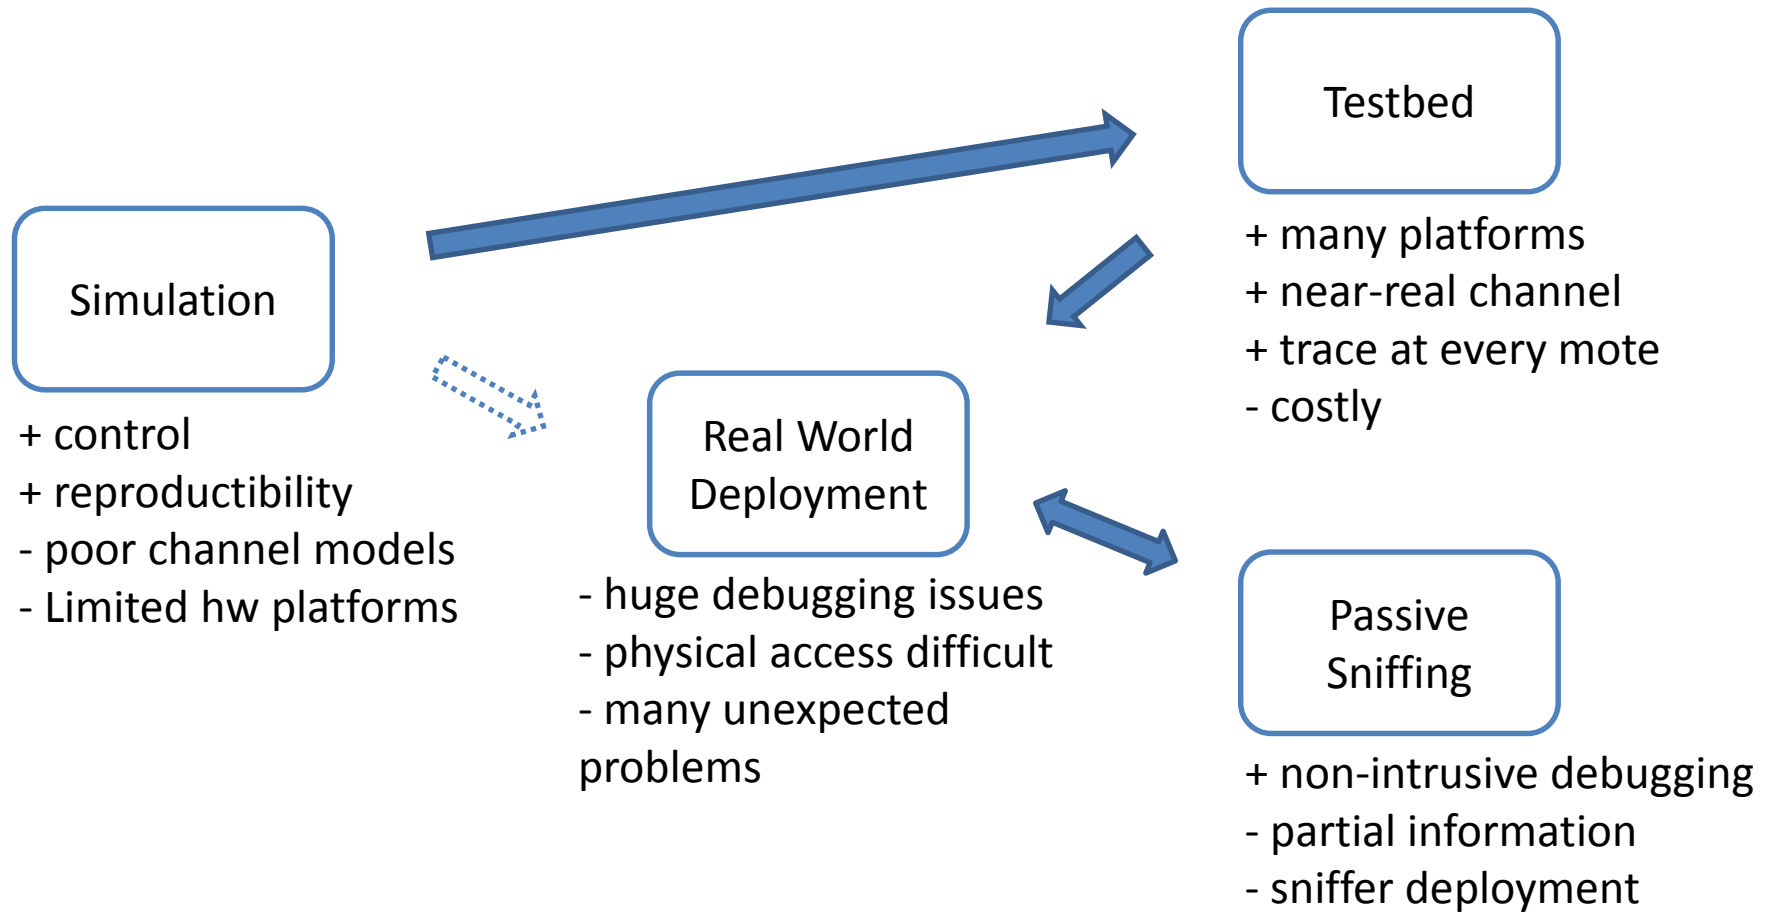 Simulation
+ control
+ reproductibility
- poor channel models
- Limited hw platforms
Real World
Deployment
- huge debugging issues
- physical access difficult
- many unexpected
problems
Testbed
+ many platforms
+ near-real channel
+ trace at every mote
- costly
Passive
Sniffing
+ non-intrusive debugging
- partial information
- sniffer deployment